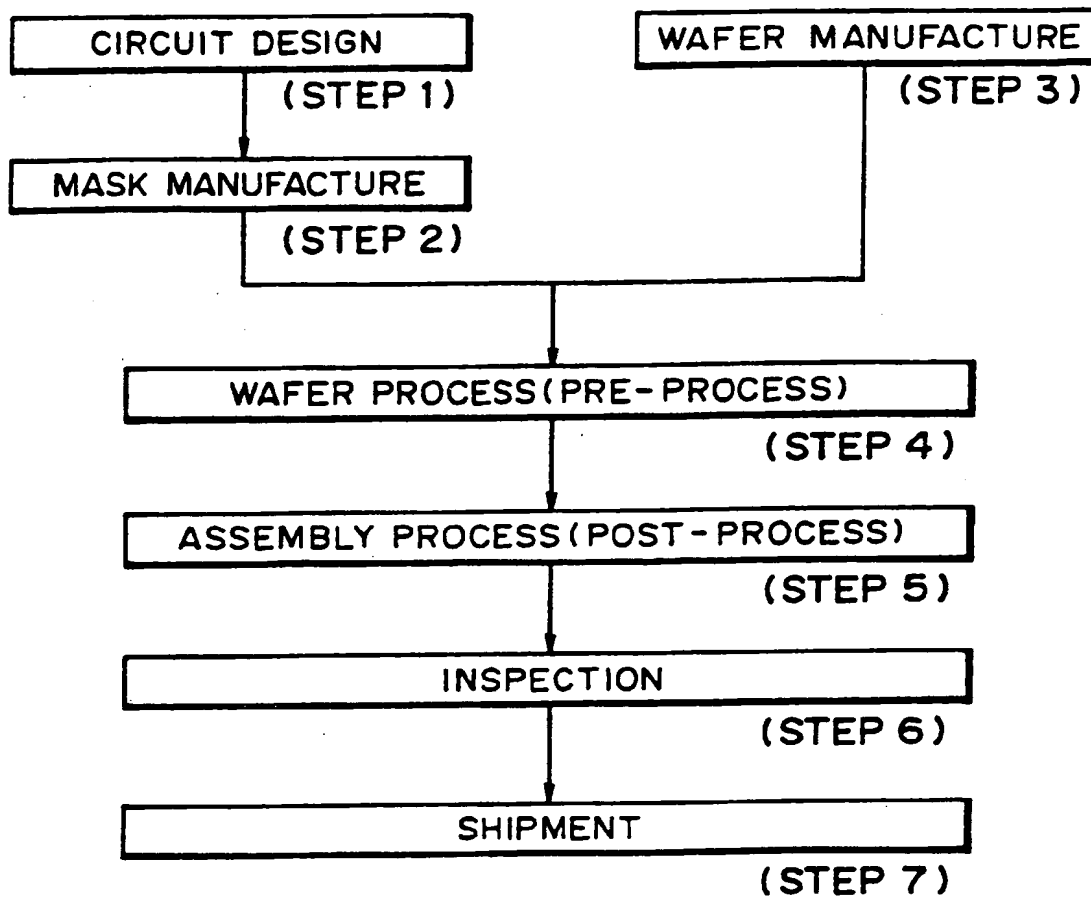 CIRCUIT DESIGN
(STEP 1)
WAFER MANUFACTURE
(STEP 3)
MASK MANUFACTURE
(STEP 2)
WAFER PROCESS (PRE-PROCESS)
(STEP 4)
ASSEMBLY PROCESS (POST-PROCESS)
(STEP 5)
INSPECTION
(STEP 6)
SHIPMENT
(STEP 7)